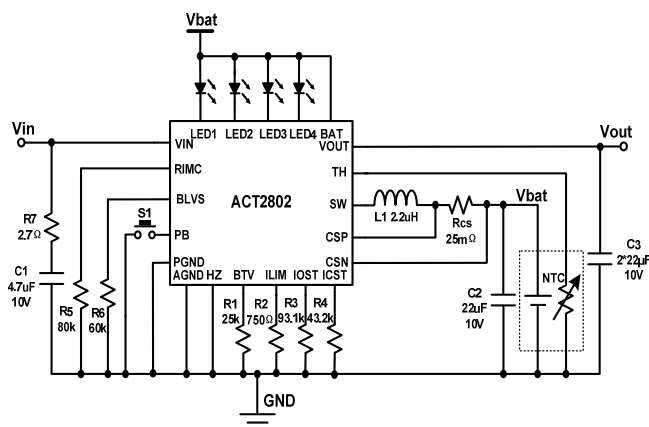 Vbat
LED1 LED2 LED3 LED4 BAT
Vin
VIN
VOUT
Vout
RIMC
TH
BLVS
ACT2802
SW
L1 2.2uH
Rcs
25mΩ
Vbat
S1
PB
CSP
R7
2.7Ω
PGND
CSN
AGND HZ BTV ILIM IOST ICST
C1
4.7uF
10V
R5
80k
R6
60k
R1
25k
R2
750Ω
R3
93.1k
R4
43.2k
C2
22uF
10V
NTC
C3
2*22μF
10V
GND